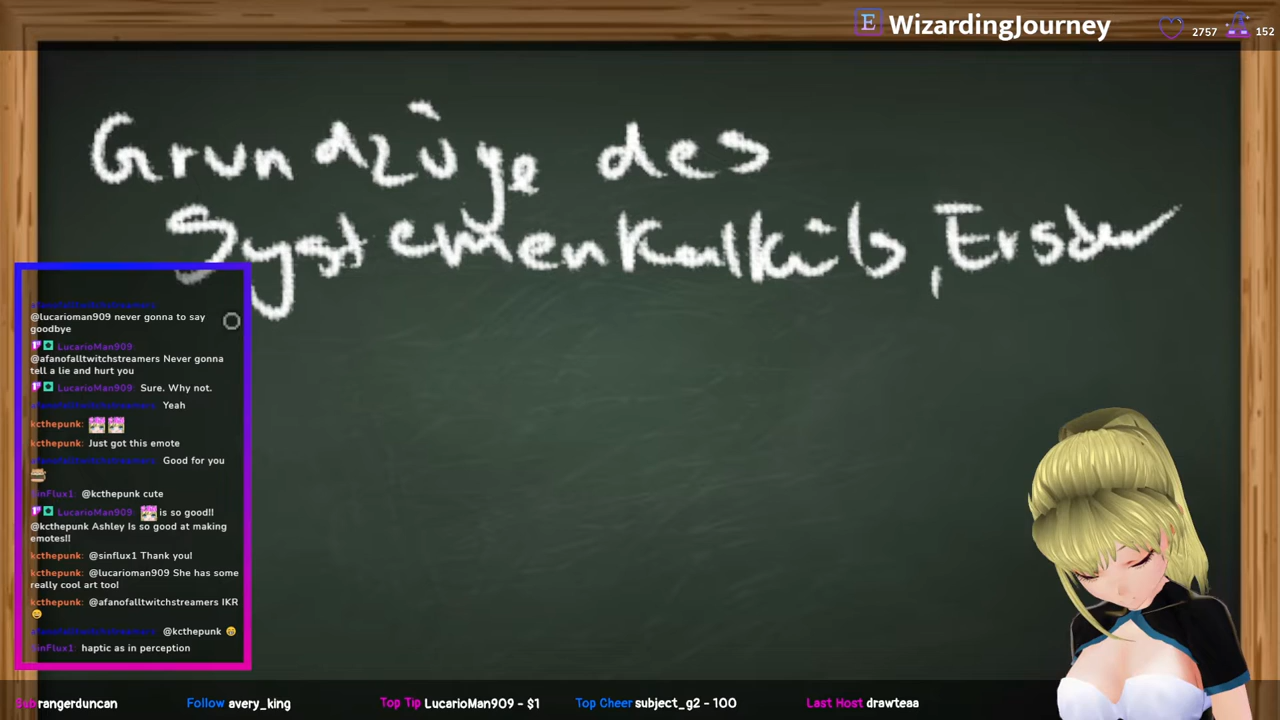 E WizardingJourney
2757
152
Grundzüge des
Systemenkalküls, Erster
@lucarioman909 never gonna to say
goodbye
LucarioMan909
@afanofalltwitchstreamers Never gonna
tell a lie and hurt you
LucarioMan909 Sure. Why not.
afanofalltwitchstreamers Yeah
kcthepunk:
kcthepunk: Just got this emote
afanofalltwitchstreamers Good for you
SinFlux1: @kcthepunk cute
LucarioMan909 is so good!!
@kcthepunk Ashley Is so good at making
emotes!!
kcthepunk: @sinflux1 Thank you!
kcthepunk: @lucarioman909 She has some
really cool art too!
kcthepunk: @afanofalltwitchstreamers IKR
afanofalltwitchstreamers @kcthepunk
SinFlux1: haptic as in perception
Sub rangerduncan Follow avery_king Top Tip LucarioMan909 - $1 Top Cheer subject_g2 - 100 Last Host drawteaa